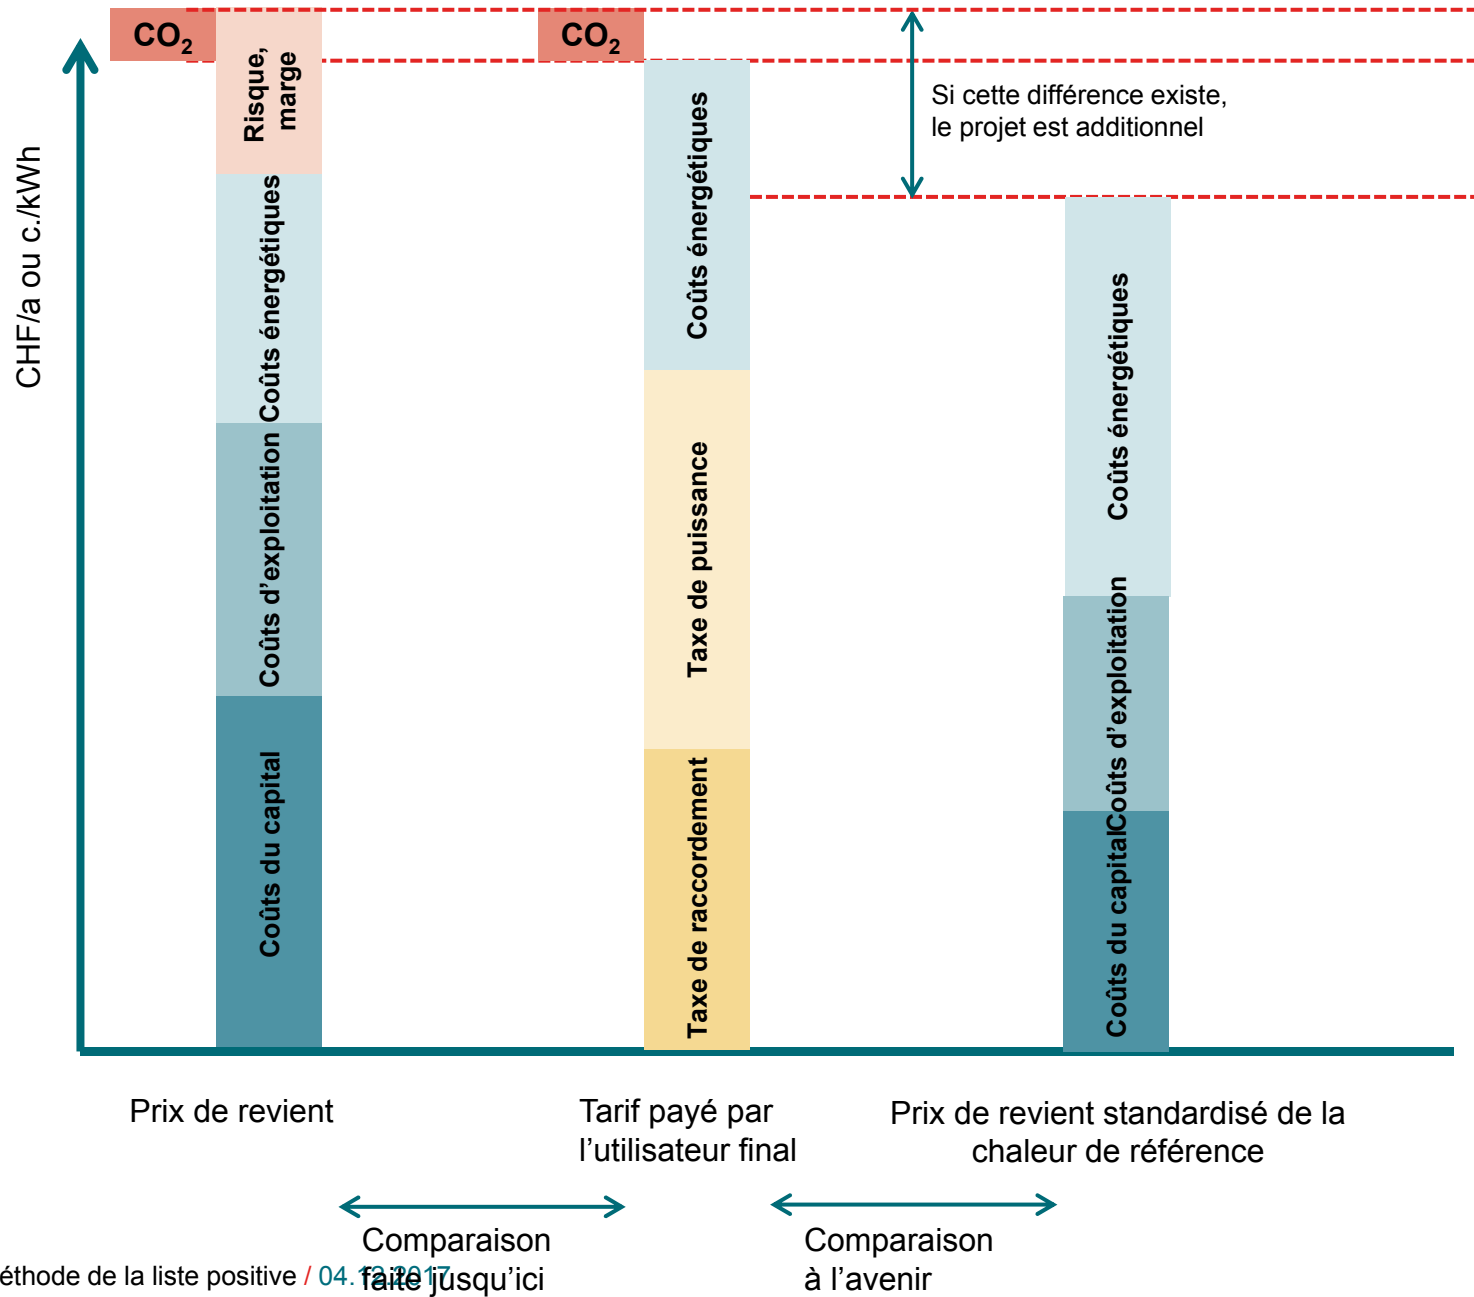 CO2
Risque,
marge
Coûts énergétiques
Coûts d'exploitation
Coûts du capital
CHF/a ou c./kWh
CO2
Coûts énergétiques
Taxe de puissance
Taxe de raccordement
Si cette différence existe,
le projet est additionnel
Coûts énergétiques
Coûts d'exploitation
Coûts du capital
Prix de revient
Tarif payé par
l'utilisateur final
Prix de revient standardisé de la
chaleur de référence
Comparaison
faite jusqu'ici
Comparaison
à l'avenir
éthode de la liste positive / 04.12.2017